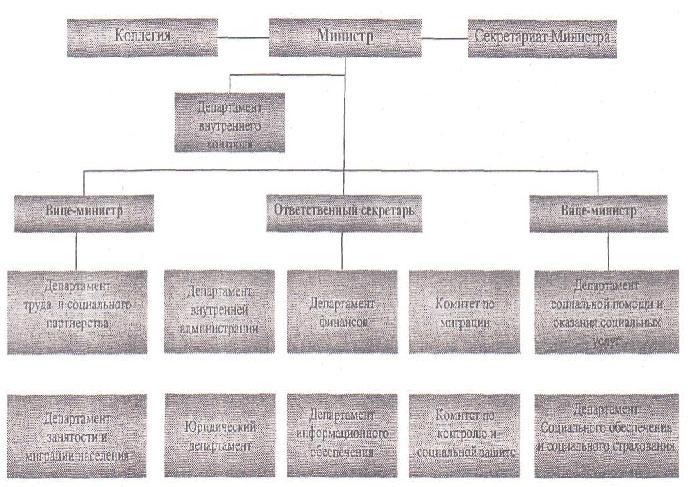 Коллегия
Министр
Секретариат Министра
Департамент
внутреннего
контроля
Вице-министр
Ответственный секретарь
Вице-министр
Департамент
труда и социального
партнерства
Департамент
внутренней
администрации
Департамент
финансов
Комитет по
миграции
Департамент
социальной помощи и
оказания социальных
услуг
Департамент
занятости и
миграции населения
Юридический
департамент
Департамент
информационного
обеспечения
Комитет по
контролю и
социальной защите
Департамент
Социального обеспечения
и социального страхования